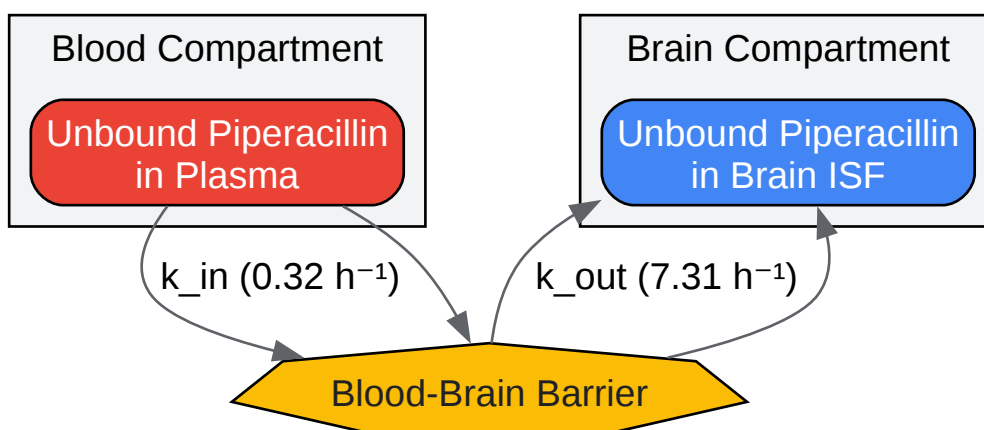 Blood Compartment
Brain Compartment
Unbound Piperacillin
in Plasma
Unbound Piperacillin
in Brain ISF
k_in (0.32 h⁻¹)
k_out (7.31 h⁻¹)
Blood-Brain Barrier